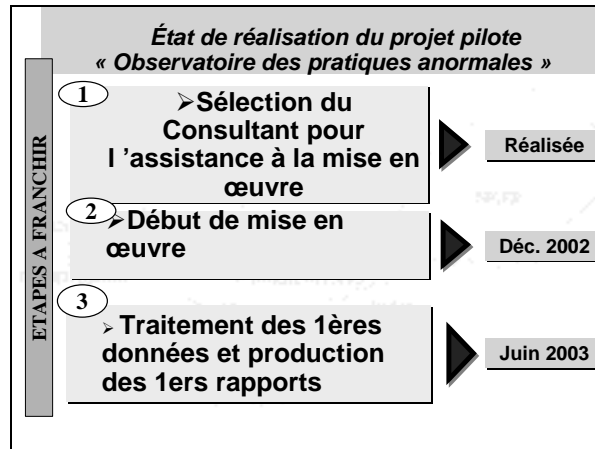 État de réalisation du projet pilote
« Observatoire des pratiques anormales »
ETAPES A FRANCHIR
1
➢Sélection du
Consultant pour
l ’assistance à la mise en
œuvre
Réalisée
2
➢Début de mise en
œuvre
Déc. 2002
3
➢ Traitement des 1ères
données et production
des 1ers rapports
Juin 2003